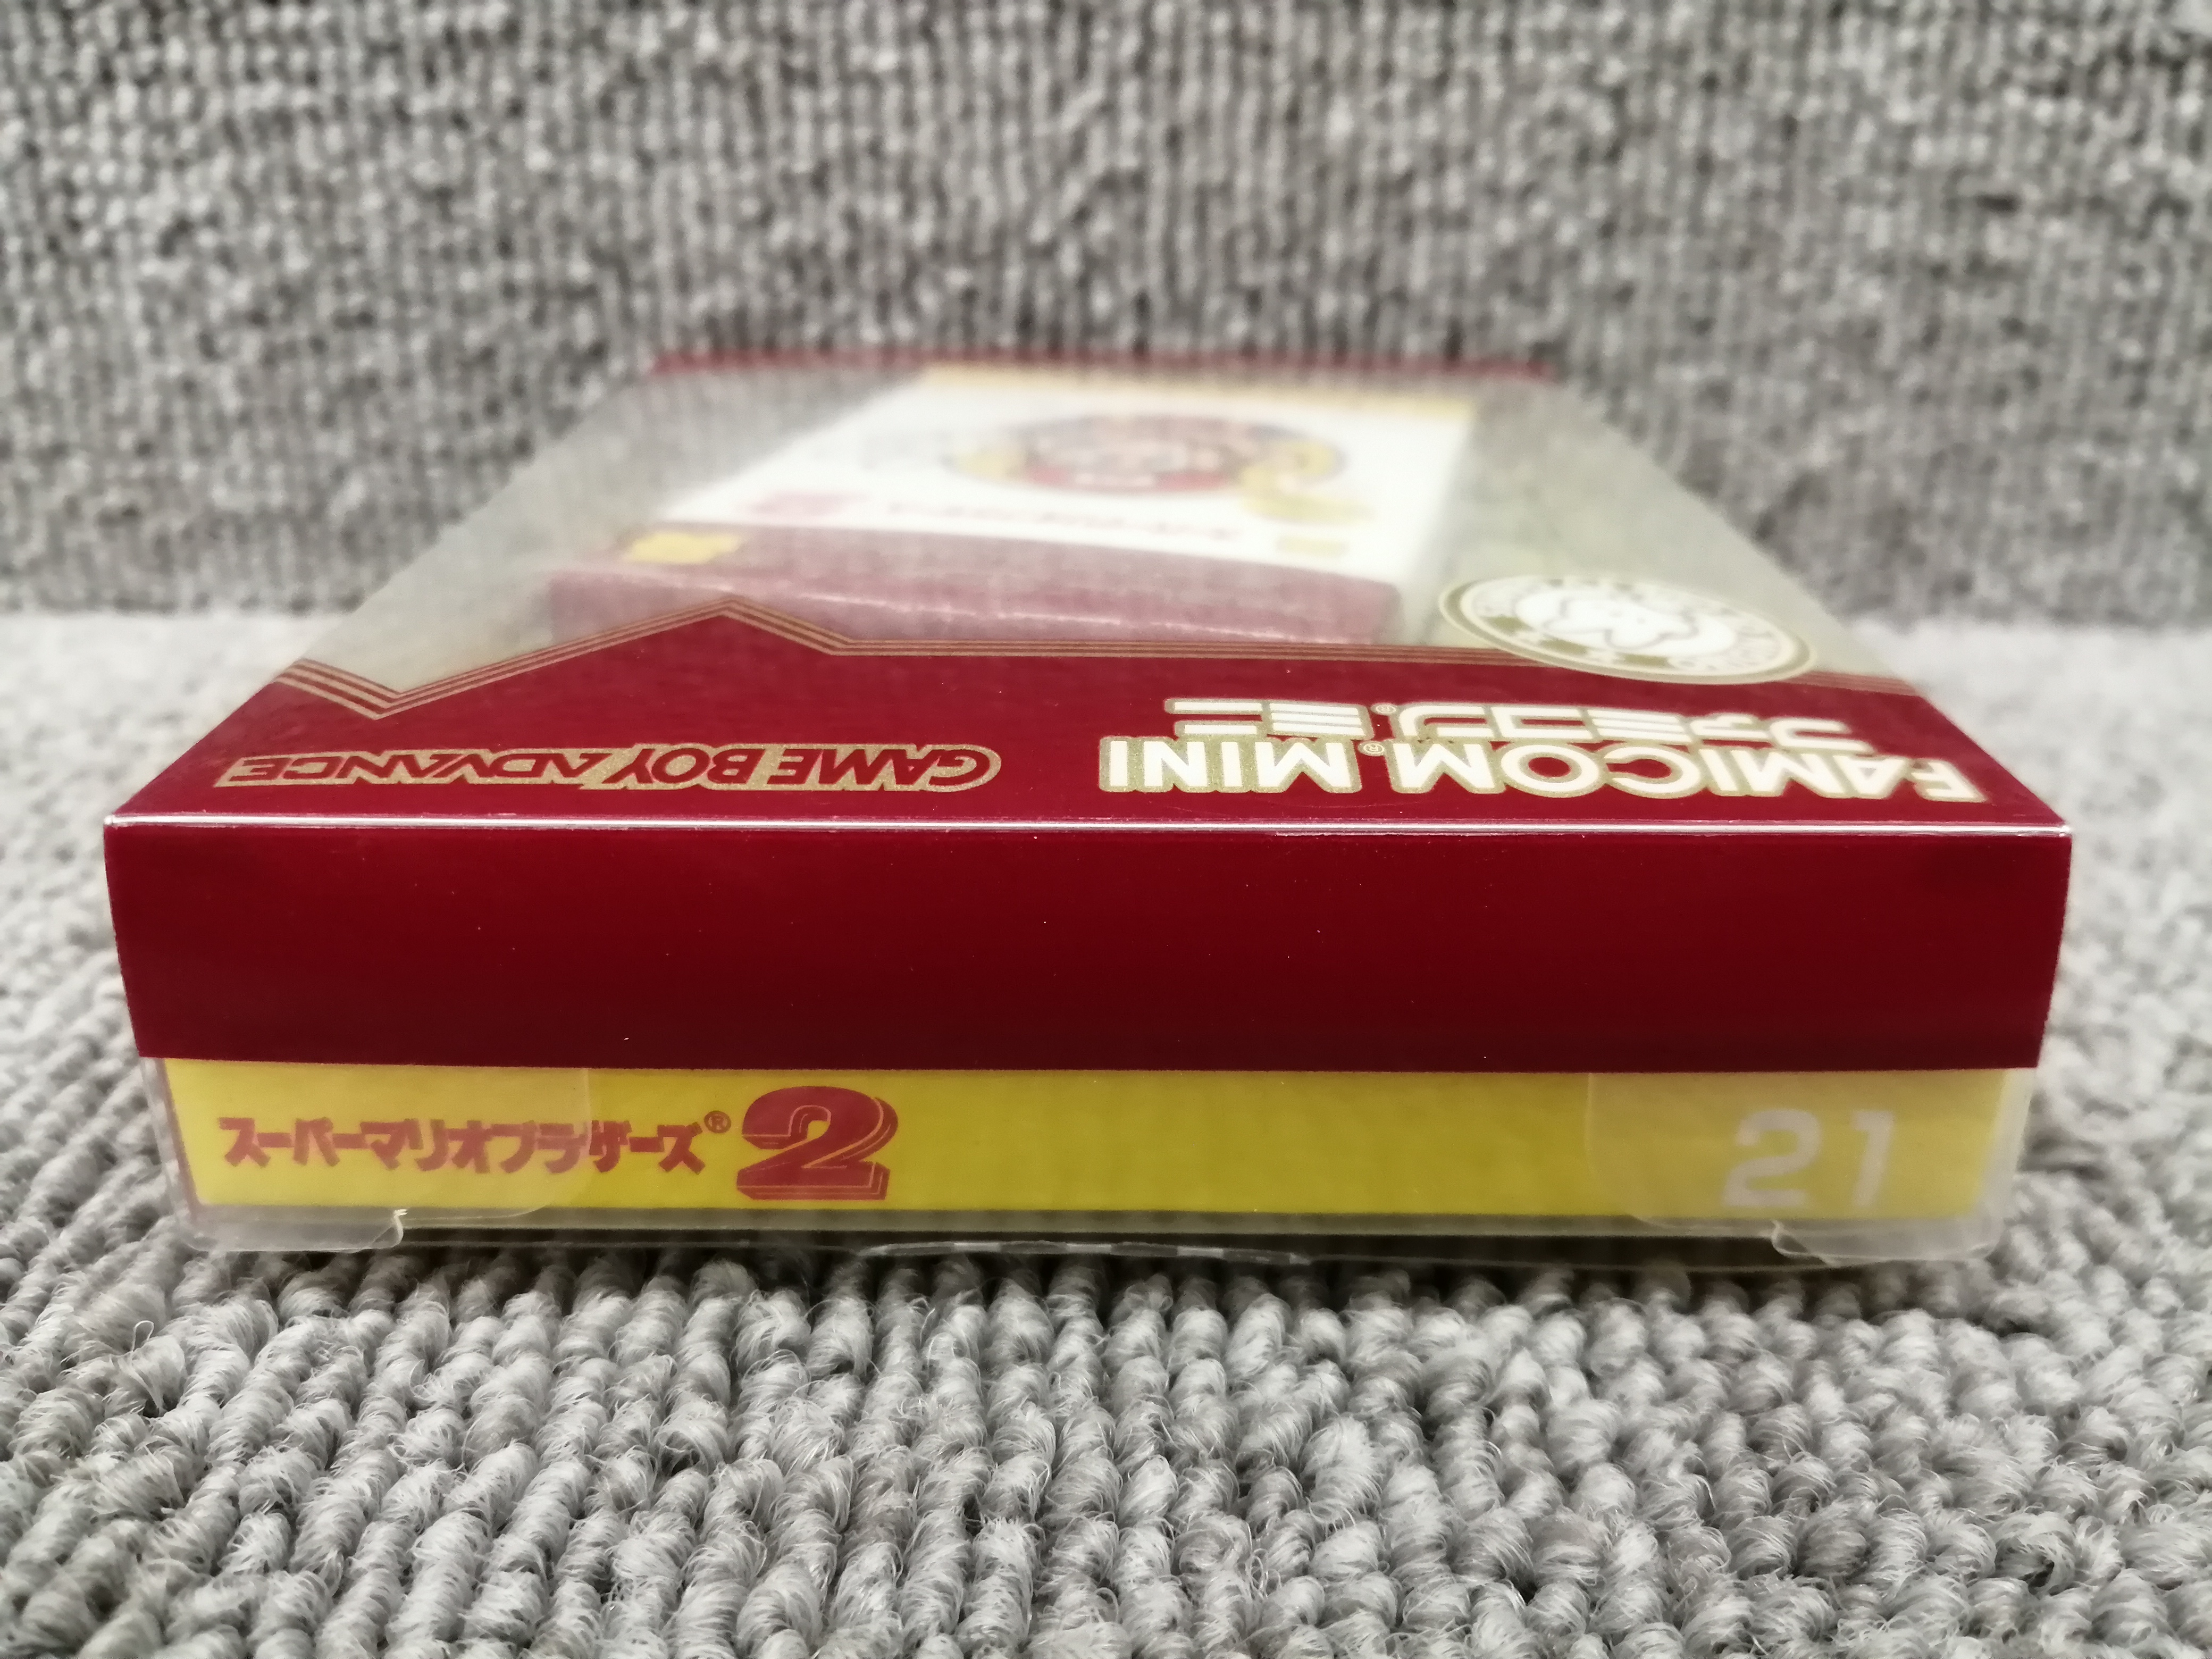 ファミコン®ミニ
FAMICOM® MINI
GAME BOY ADVANCE
スーパーマリオブラザーズ® 2
21